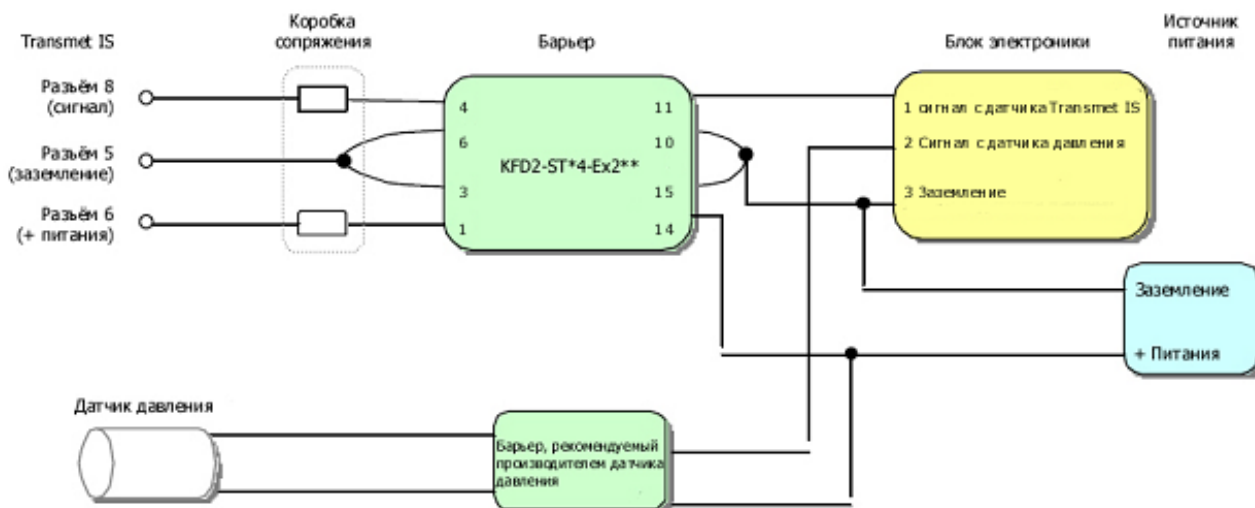 Transmet IS
Коробка
сопряжения
Барьер
Блок электроники
Источник
питания
Разъём 8
(сигнал)
4
11
1 сигнал с датчика Transmet IS
6
10
2 Сигнал с датчика давления
Разъём 5
(заземление)
KFD2-ST*4-Ex2**
3
15
3 Заземление
Разъём 6
(+ питания)
1
14
Заземление
+ Питания
Датчик давления
Барьер, рекомендуемый
производителем датчика
давления